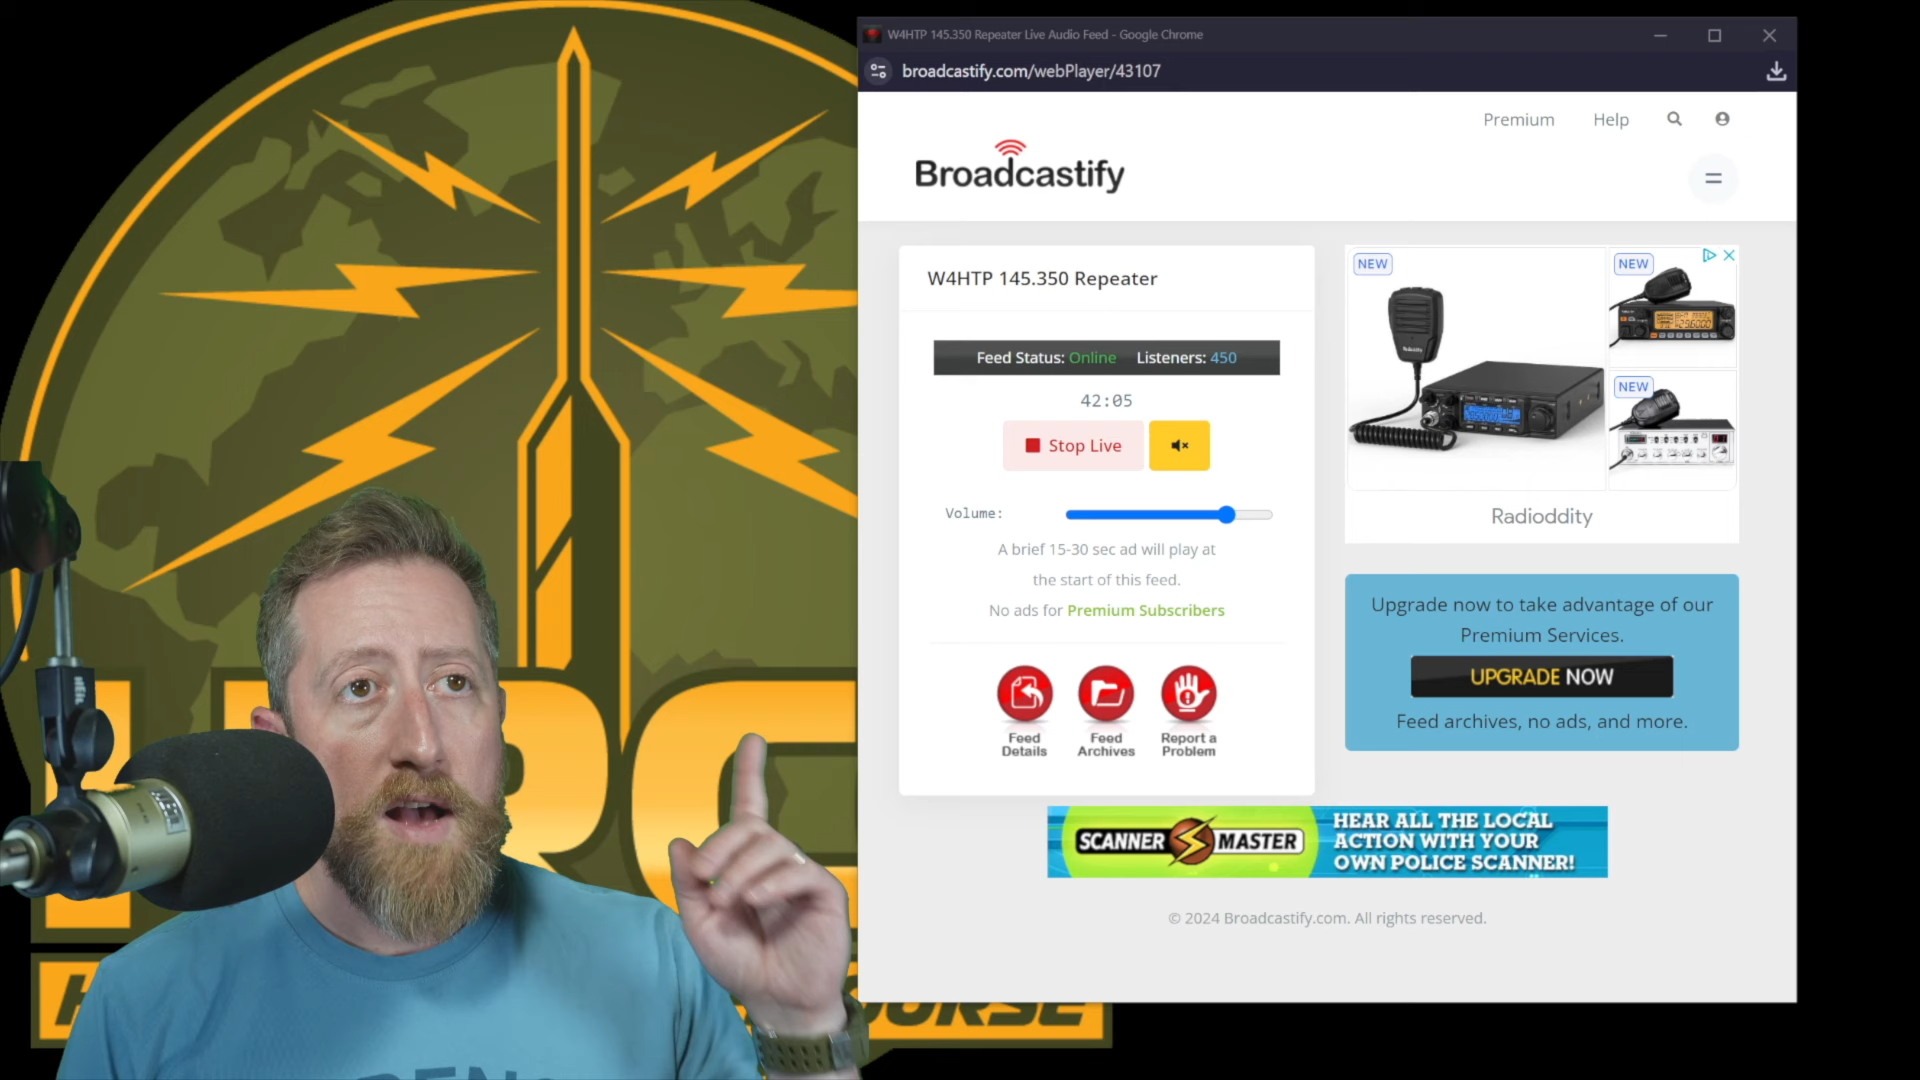 W4HTP 145.350 Repeater Live Audio Feed - Google Chrome
broadcastify.com/webPlayer/43107
Premium Help
Broadcastify
W4HTP 145.350 Repeater
Feed Status: Online Listeners: 450
42:05
Stop Live
Volume:
A brief 15-30 sec ad will play at
the start of this feed.
No ads for Premium Subscribers
Feed
Details
Feed
Archives
Report a
Problem
NEW
NEW
NEW
Radioddity
Upgrade now to take advantage of our
Premium Services.
UPGRADE NOW
Feed archives, no ads, and more.
SCANNER MASTER
HEAR ALL THE LOCAL
ACTION WITH YOUR
OWN POLICE SCANNER!
© 2024 Broadcastify.com. All rights reserved.